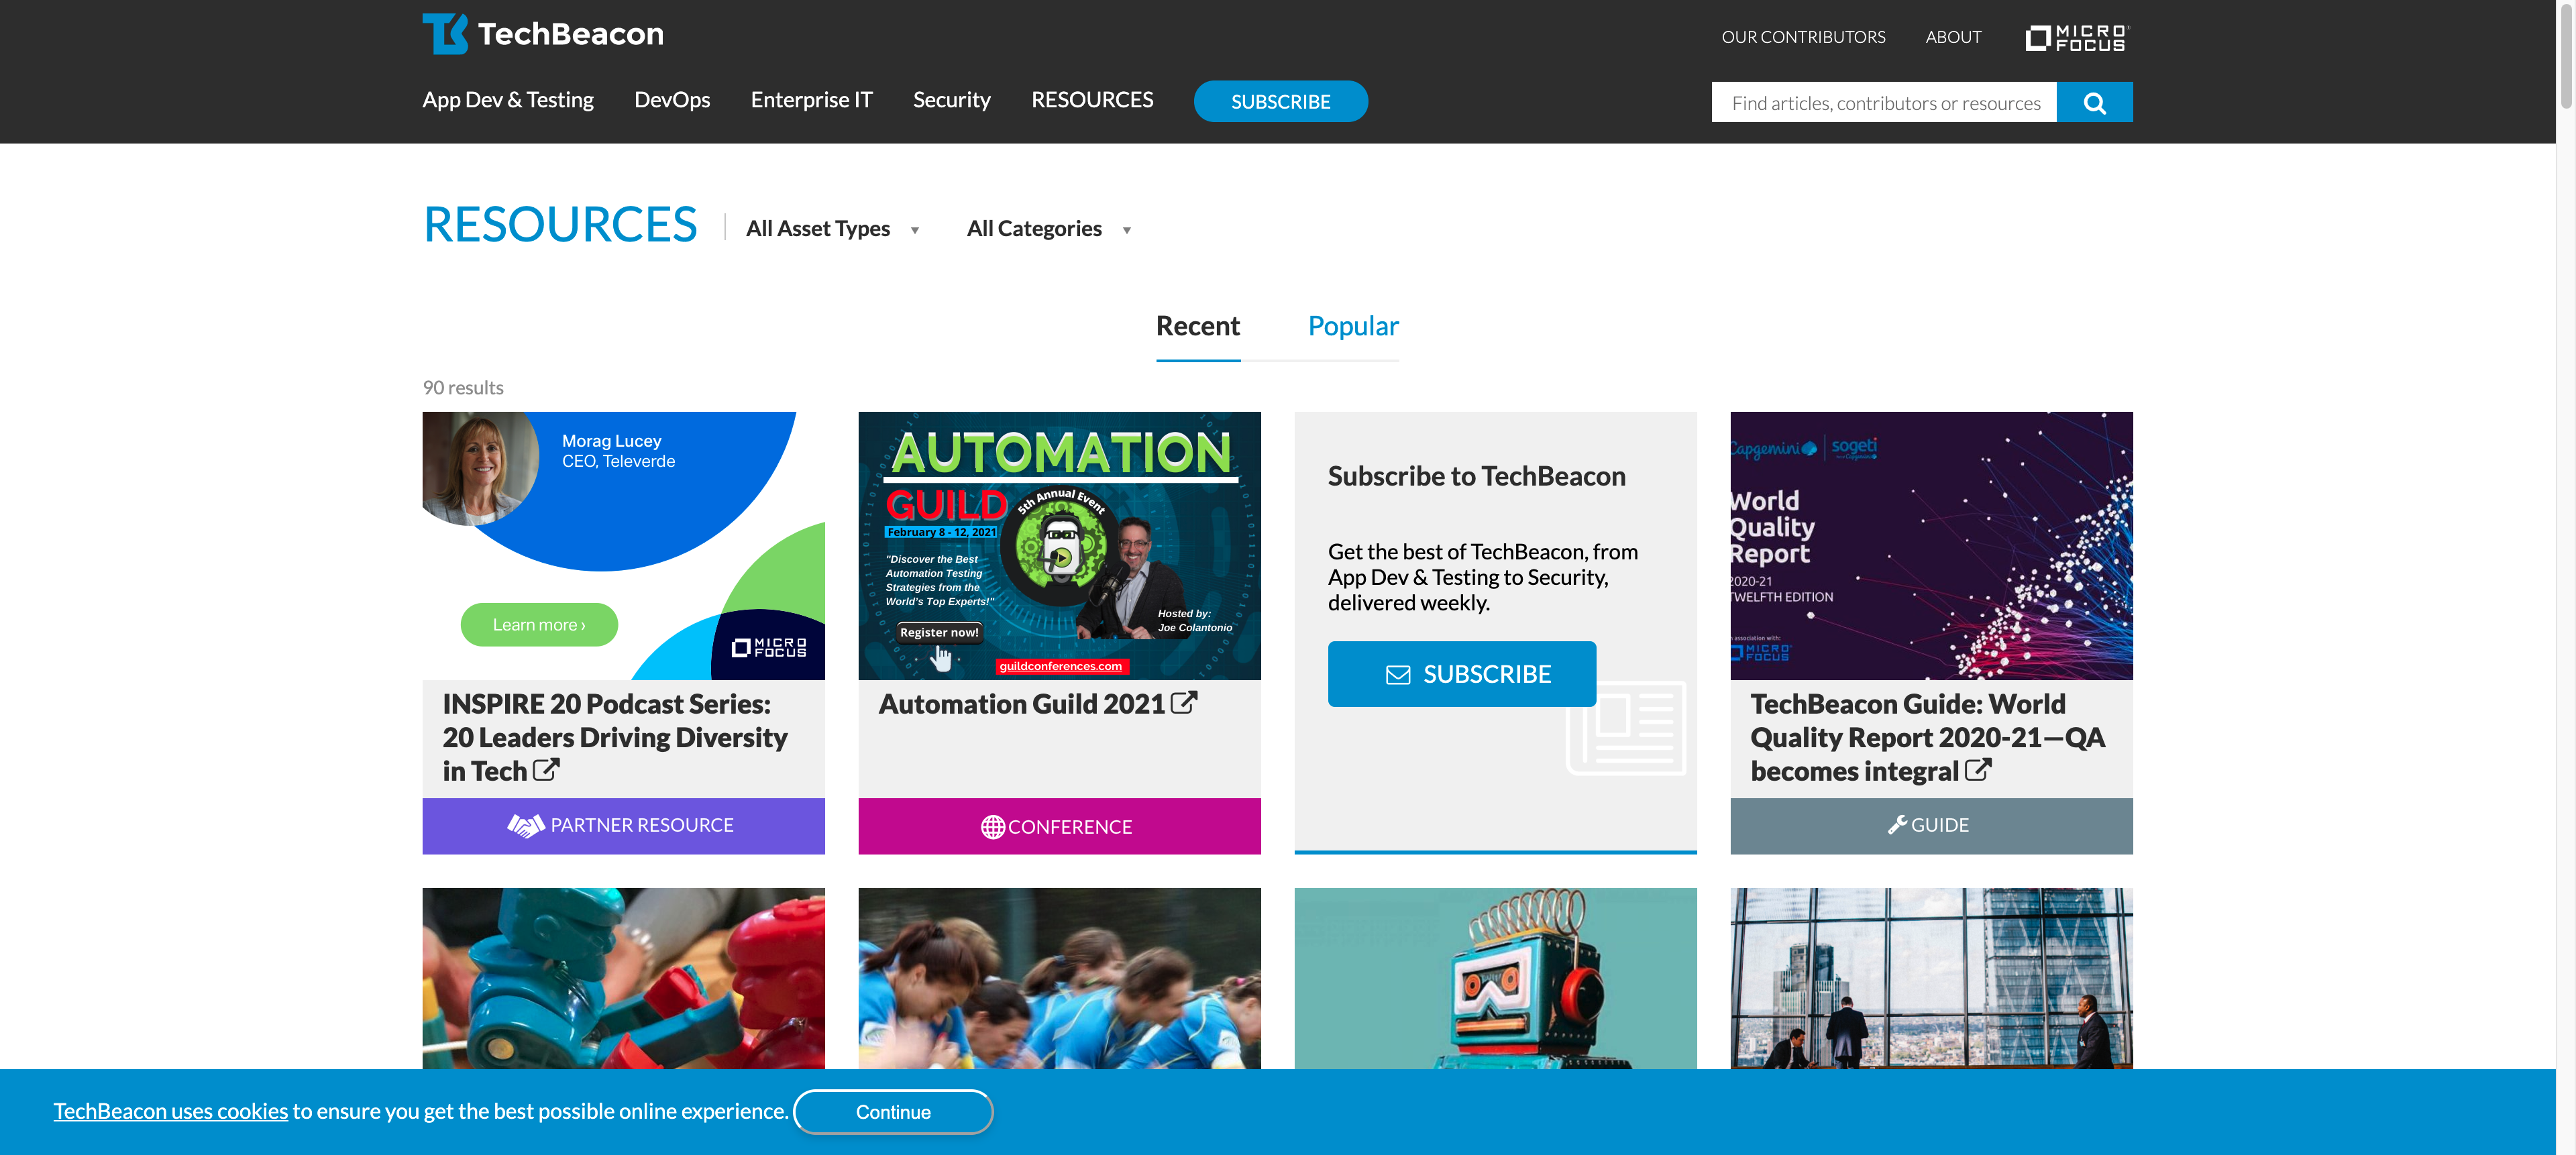 TechBeacon
OUR CONTRIBUTORS
ABOUT
MICRO
FOCUS
App Dev & Testing
DevOps
Enterprise IT
Security
RESOURCES
SUBSCRIBE
Find articles, contributors or resources
RESOURCES
All Asset Types
All Categories
Recent
Popular
90 results
Morag Lucey
CEO, Televerde
Learn more ›
MICRO
FOCUS
INSPIRE 20 Podcast Series:
20 Leaders Driving Diversity
in Tech
PARTNER RESOURCE
AUTOMATION
GUILD
5th Annual Event
February 8 - 12, 2021
"Discover the Best
Automation Testing
Strategies from the
World's Top Experts!"
Hosted by:
Joe Colantonio
Register now!
guildconferences.com
Automation Guild 2021
CONFERENCE
Subscribe to TechBeacon
Get the best of TechBeacon, from
App Dev & Testing to Security,
delivered weekly.
SUBSCRIBE
Capgemini
sogeti
World
Quality
Report
2020-21
TWELFTH EDITION
in association with:
MICRO
FOCUS
TechBeacon Guide: World
Quality Report 2020-21—QA
becomes integral
GUIDE
TechBeacon uses cookies to ensure you get the best possible online experience.
Continue